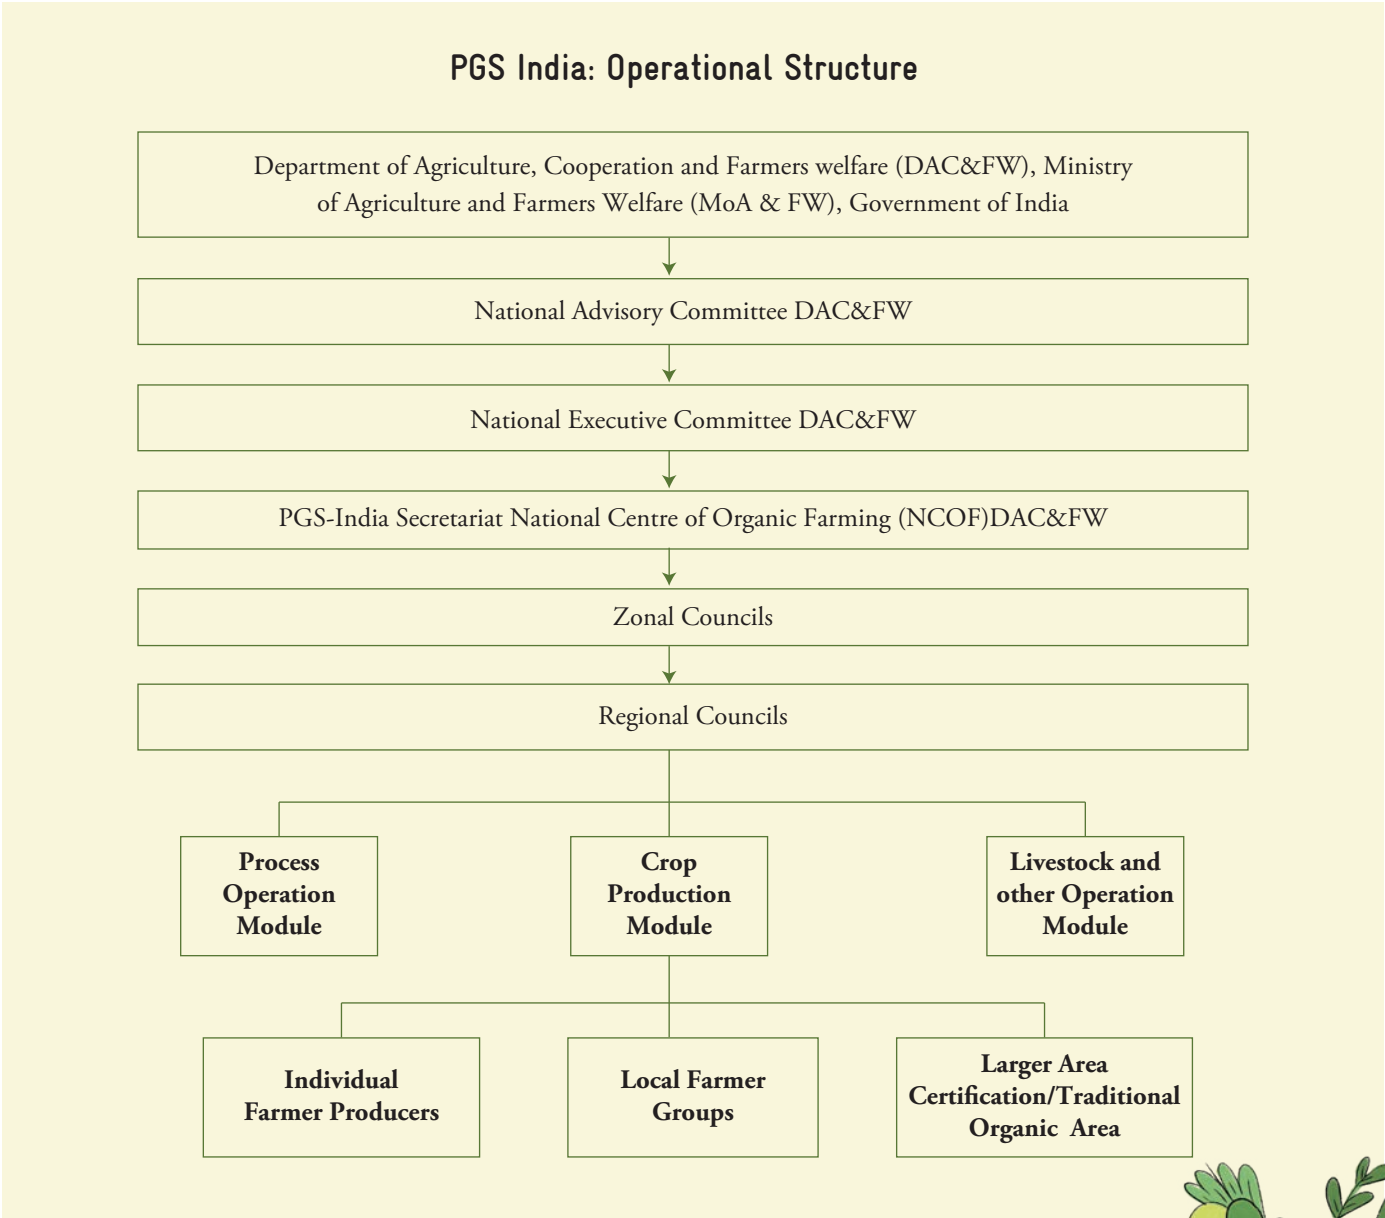 PGS India: Operational Structure
Department of Agriculture, Cooperation and Farmers welfare (DAC&FW), Ministry
of Agriculture and Farmers Welfare (MoA & FW), Government of India
National Advisory Committee DAC&FW
National Executive Committee DAC&FW
PGS-India Secretariat National Centre of Organic Farming (NCOF)DAC&FW
Zonal Councils
Regional Councils
Process
Operation
Module
Crop
Production
Module
Livestock and
other Operation
Module
Individual
Farmer Producers
Local Farmer
Groups
Larger Area
Certification/Traditional
Organic Area